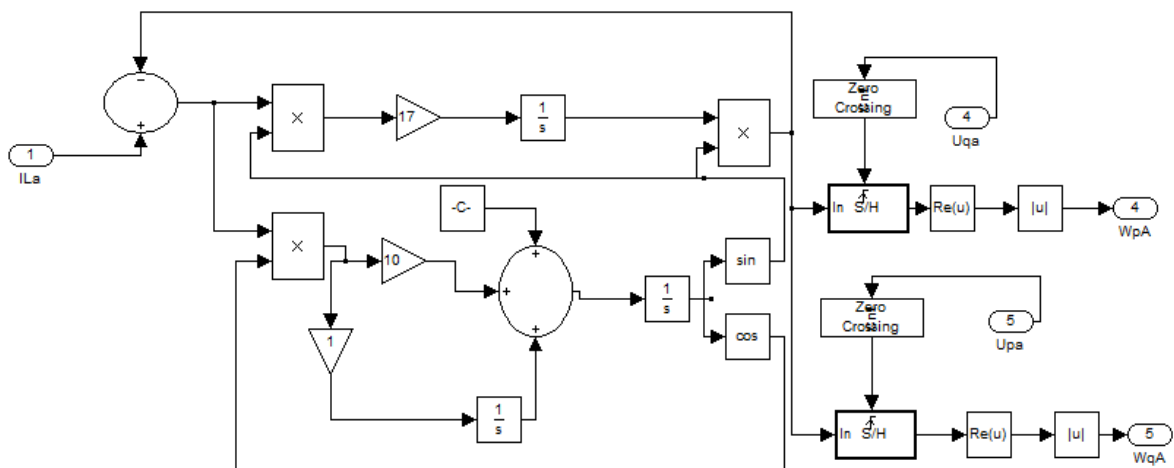 Zero
Crossing
4
Uqa
−
+
1
ILa
×
17
1
s
×
-C-
In S/H
Re(u)
|u|
4
WpA
×
10
+
+
+
1
s
sin
cos
Zero
Crossing
5
Upa
1
1
s
In S/H
Re(u)
|u|
5
WqA